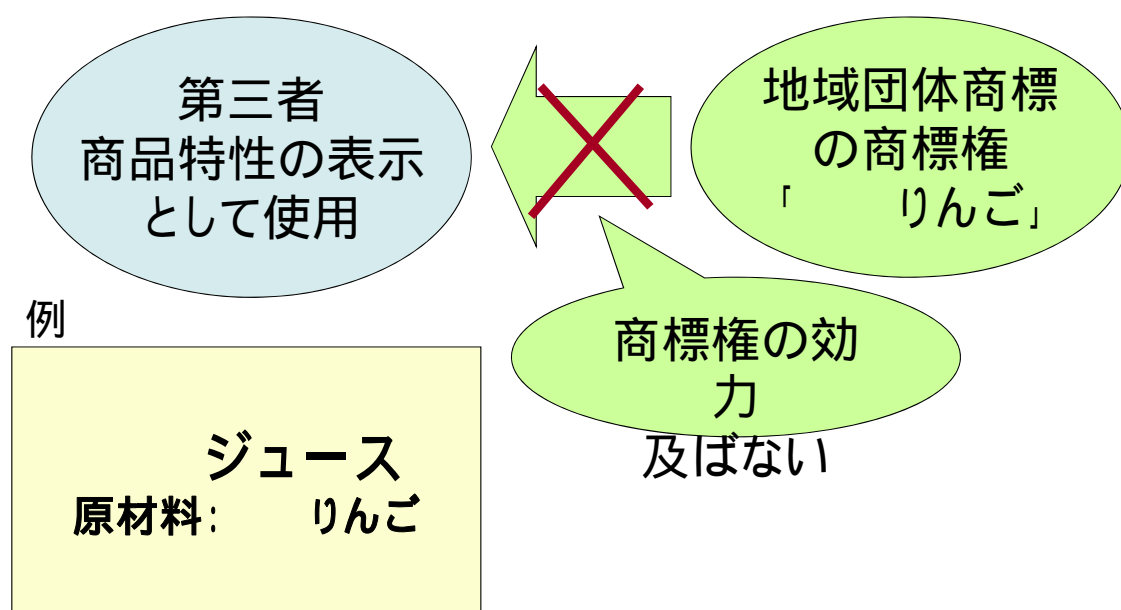 第三者
商品特性の表示
として使用
地域団体商標
の商標権
「　　りんご」
商標権の効
力
及ばない
例
ジュース
原材料：　　りんご